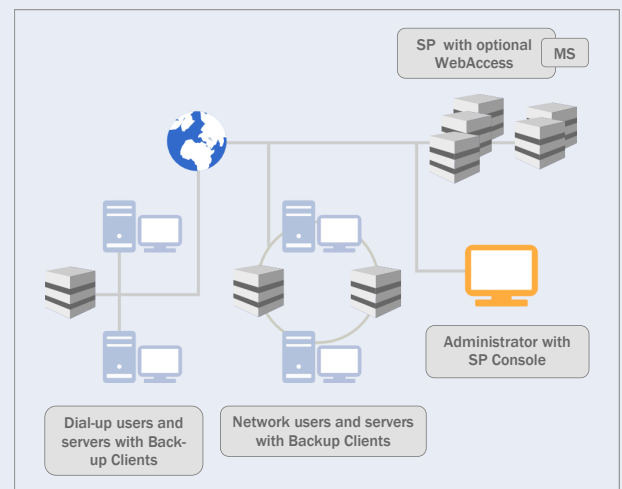 SP with optional
WebAccess
MS
Administrator with
SP Console
Dial-up users and
servers with Back-
up Clients
Network users and servers
with Backup Clients